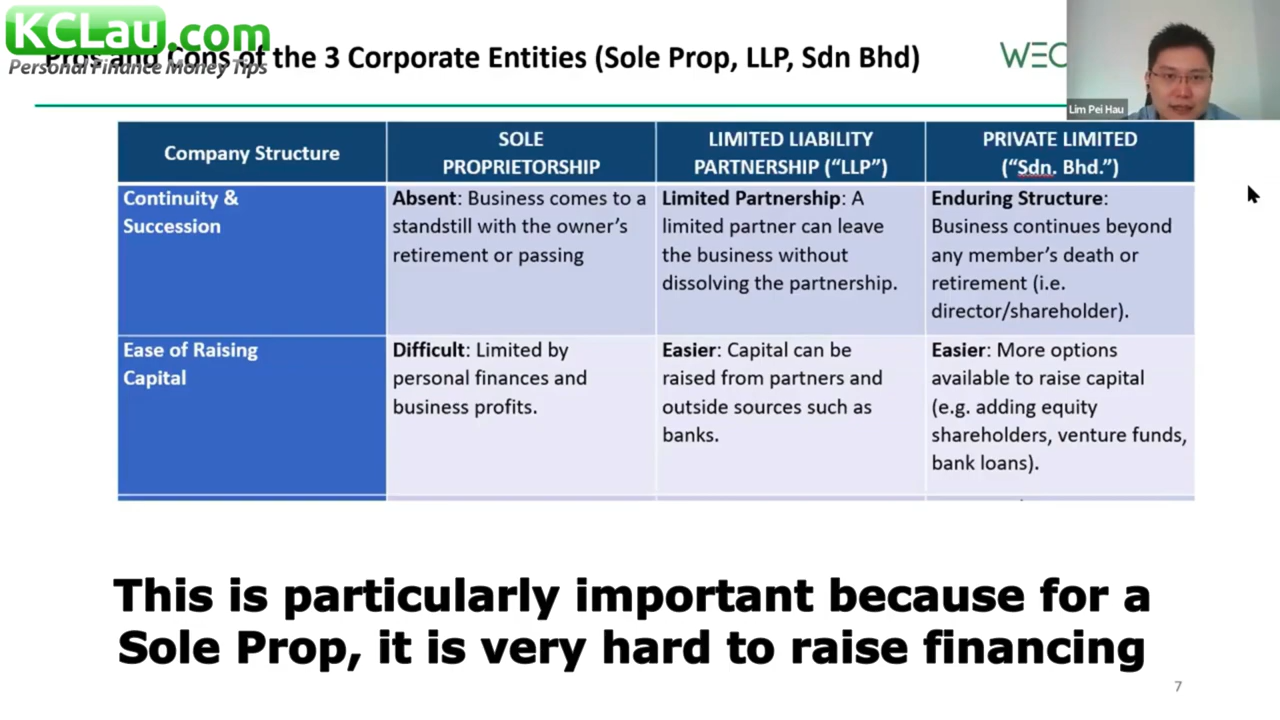 KCLau.com
Personal Finance Money Tips
Pros and Cons of the 3 Corporate Entities (Sole Prop, LLP, Sdn Bhd)
WEC
Lim Pei Hau
Company Structure
SOLE
PROPRIETORSHIP
LIMITED LIABILITY
PARTNERSHIP (“LLP”)
PRIVATE LIMITED
(“Sdn. Bhd.”)
Continuity &
Succession
Absent: Business comes to a
standstill with the owner’s
retirement or passing
Limited Partnership: A
limited partner can leave
the business without
dissolving the partnership.
Enduring Structure:
Business continues beyond
any member’s death or
retirement (i.e.
director/shareholder).
Ease of Raising
Capital
Difficult: Limited by
personal finances and
business profits.
Easier: Capital can be
raised from partners and
outside sources such as
banks.
Easier: More options
available to raise capital
(e.g. adding equity
shareholders, venture funds,
bank loans).
This is particularly important because for a
Sole Prop, it is very hard to raise financing
7